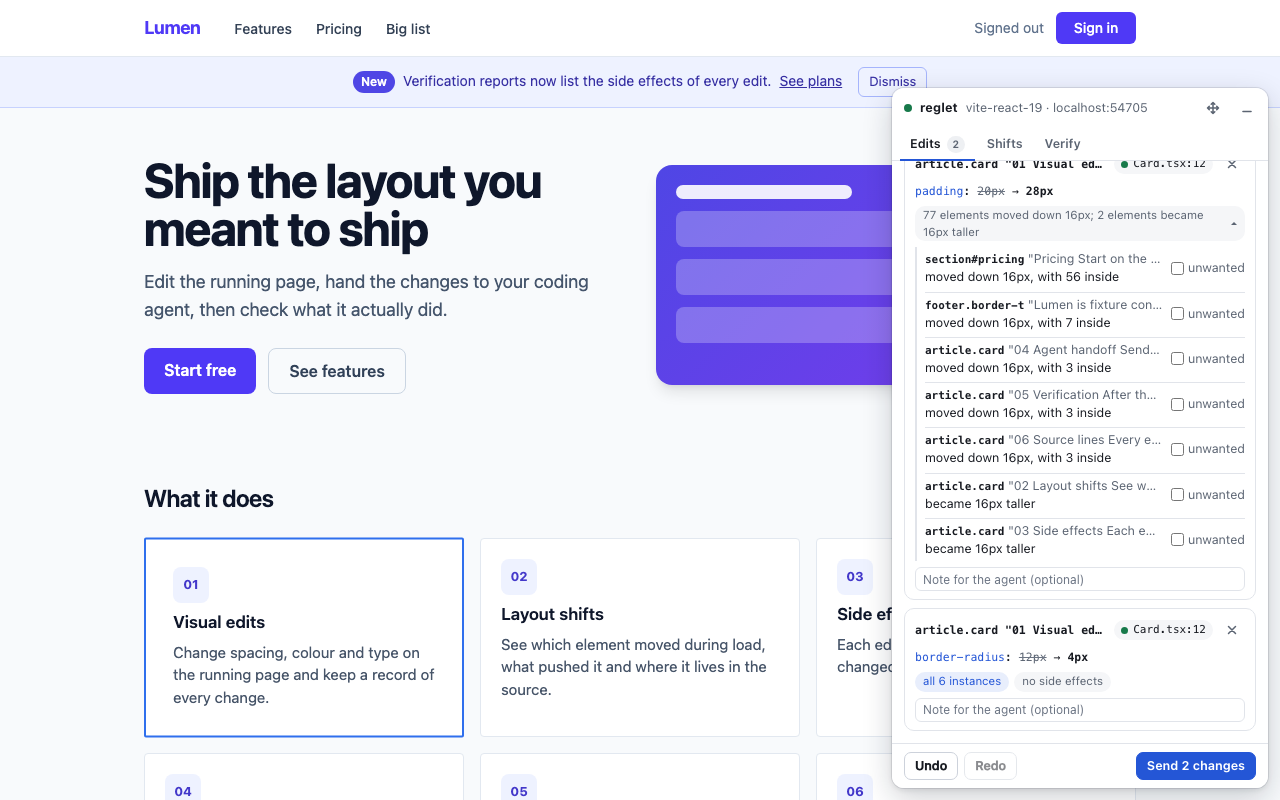 Lumen
Features
Pricing
Big list
Signed out
Sign in
New
Verification reports now list the side effects of every edit. See plans
Dismiss
Ship the layout you
meant to ship
Edit the running page, hand the changes to your coding
agent, then check what it actually did.
Start free
See features
What it does
01
Visual edits
Change spacing, colour and type on
the running page and keep a record of
every change.
02
Layout shifts
See which element moved during load,
what pushed it and where it lives in the
source.
03
Side ef
Each ed
change
04
05
06
reglet vite-react-19 · localhost:54705
Edits 2
Shifts
Verify
article.card "01 Visual ed… Card.tsx:12
padding: 20px → 28px
77 elements moved down 16px; 2 elements became
16px taller
section#pricing "Pricing Start on the …
moved down 16px, with 56 inside
unwanted
footer.border-t "Lumen is fixture con…
moved down 16px, with 7 inside
unwanted
article.card "04 Agent handoff Send…
moved down 16px, with 3 inside
unwanted
article.card "05 Verification After th…
moved down 16px, with 3 inside
unwanted
article.card "06 Source lines Every e…
moved down 16px, with 3 inside
unwanted
article.card "02 Layout shifts See w…
became 16px taller
unwanted
article.card "03 Side effects Each e…
became 16px taller
unwanted
Note for the agent (optional)
article.card "01 Visual ed… Card.tsx:12
border-radius: 12px → 4px
all 6 instances
no side effects
Note for the agent (optional)
Undo
Redo
Send 2 changes